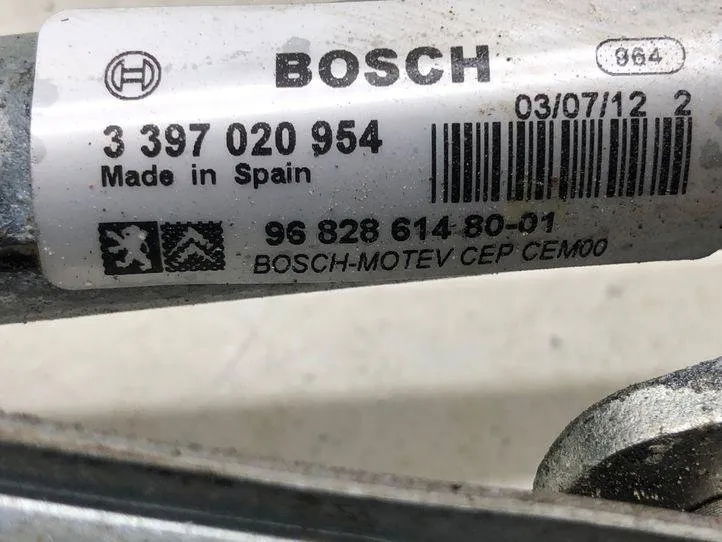 BOSCH
964
03/07/12 2
3 397 020 954
Made in Spain
96 828 614 80-01
BOSCH-MOTEV CEP CEM00